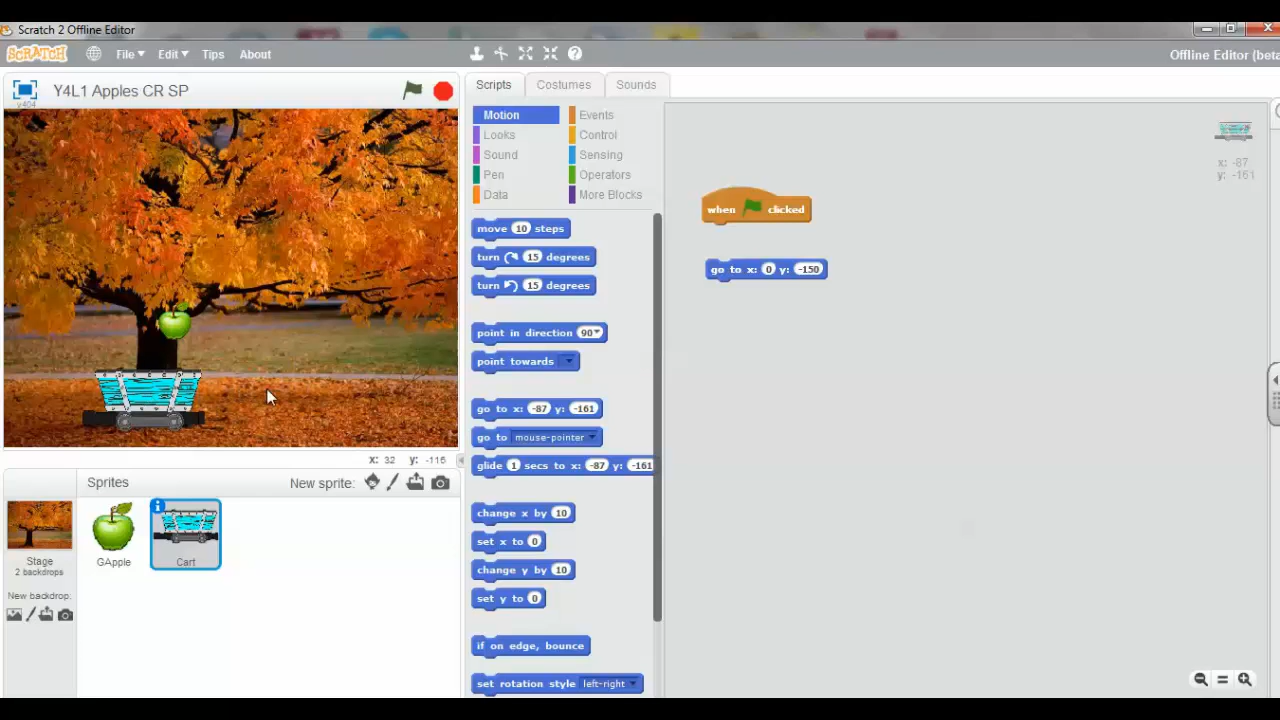 Scratch 2 Offline Editor
SCRATCH File Edit Tips About
Offline Editor (beta
Y4L1 Apples CR SP
v404
Scripts Costumes Sounds
Motion Events
Looks Control
Sound Sensing
Pen Operators
Data More Blocks
move 10 steps
turn 15 degrees
turn 15 degrees
point in direction 90
point towards
go to x: -87 y: -161
go to mouse-pointer
glide 1 secs to x: -87 y: -161
change x by 10
set x to 0
change y by 10
set y to 0
if on edge, bounce
set rotation style left-right
when clicked
go to x: 0 y: -150
x: -87
y: -161
x: 32 y: -116
Sprites New sprite:
Stage
2 backdrops
New backdrop:
GApple
Cart